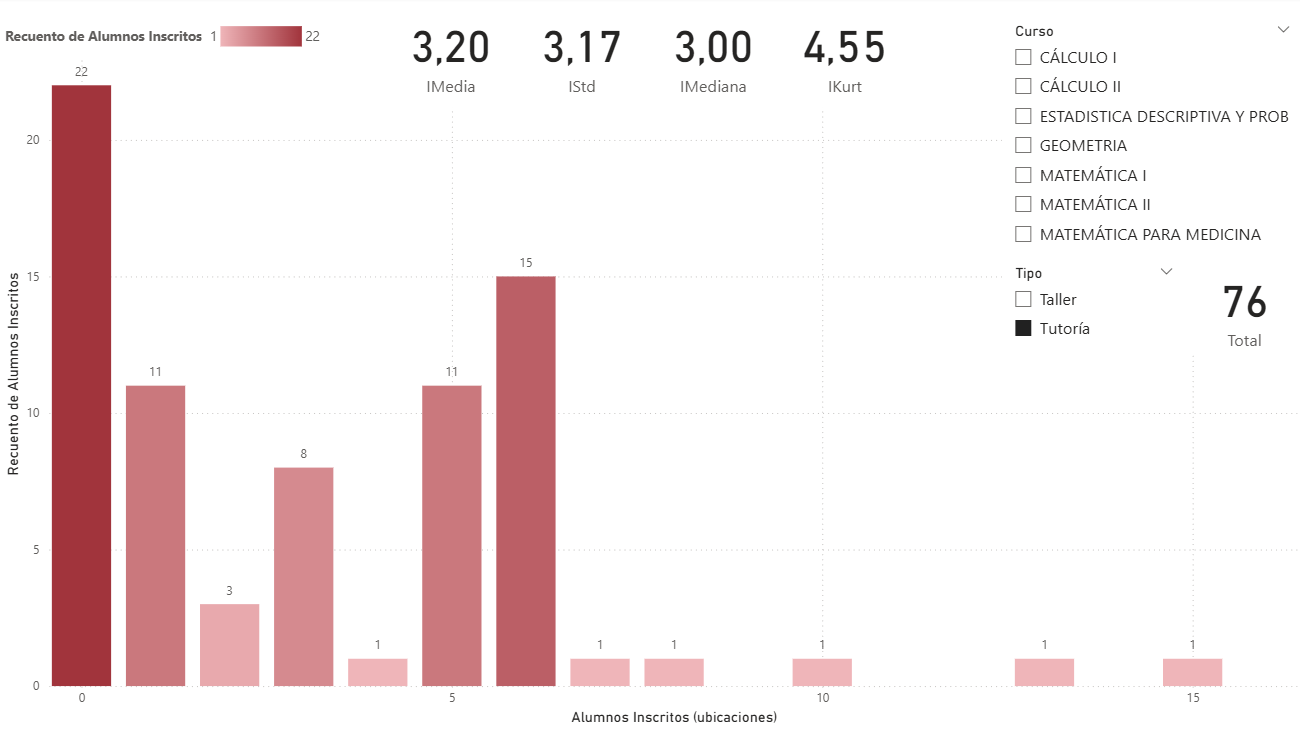 Recuento de Alumnos Inscritos 1 22
3,20
IMedia
3,17
IStd
3,00
IMediana
4,55
IKurt
Curso
CÁLCULO I
CÁLCULO II
ESTADISTICA DESCRIPTIVA Y PROB
GEOMETRIA
MATEMÁTICA I
MATEMÁTICA II
MATEMÁTICA PARA MEDICINA
Tipo
Taller
Tutoría
76
Total
Recuento de Alumnos Inscritos
20
15
10
5
0
22
11
3
8
1
11
15
1
1
1
1
1
0
5
10
15
Alumnos Inscritos (ubicaciones)